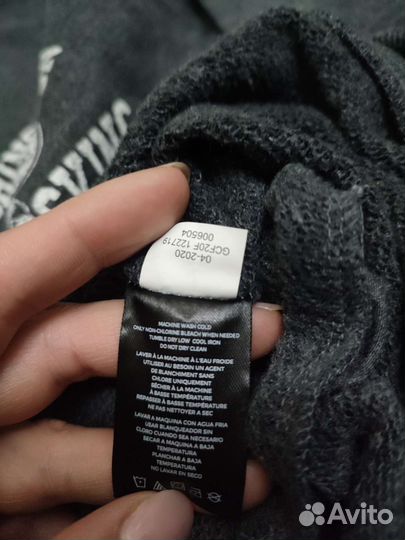 04-2020
GCF20F 122719
006504
MACHINE WASH COLD
ONLY NON-CHLORINE BLEACH WHEN NEEDED
TUMBLE DRY LOW COOL IRON
DO NOT DRY CLEAN
LAVER À LA MACHINE À L'EAU FROIDE
UTILISER AU BESOIN UN AGENT
DE BLANCHIMENT SANS
CHLORE UNIQUEMENT
SÉCHER À LA MACHINE
À BASSE TEMPÉRATURE
REPASSER À BASSE TEMPÉRATURE
NE PAS NETTOYER A SEC
LAVAR A MAQUINA CON AGUA FRIA
USAR BLANQUEADOR SIN
CLORO CUANDO SEA NECESARIO
SECAR A MAQUINA A BAJA
TEMPERATURA
PLANCHAR A BAJA
TEMPERATURA
NO LAVAR EN SECO
Avito